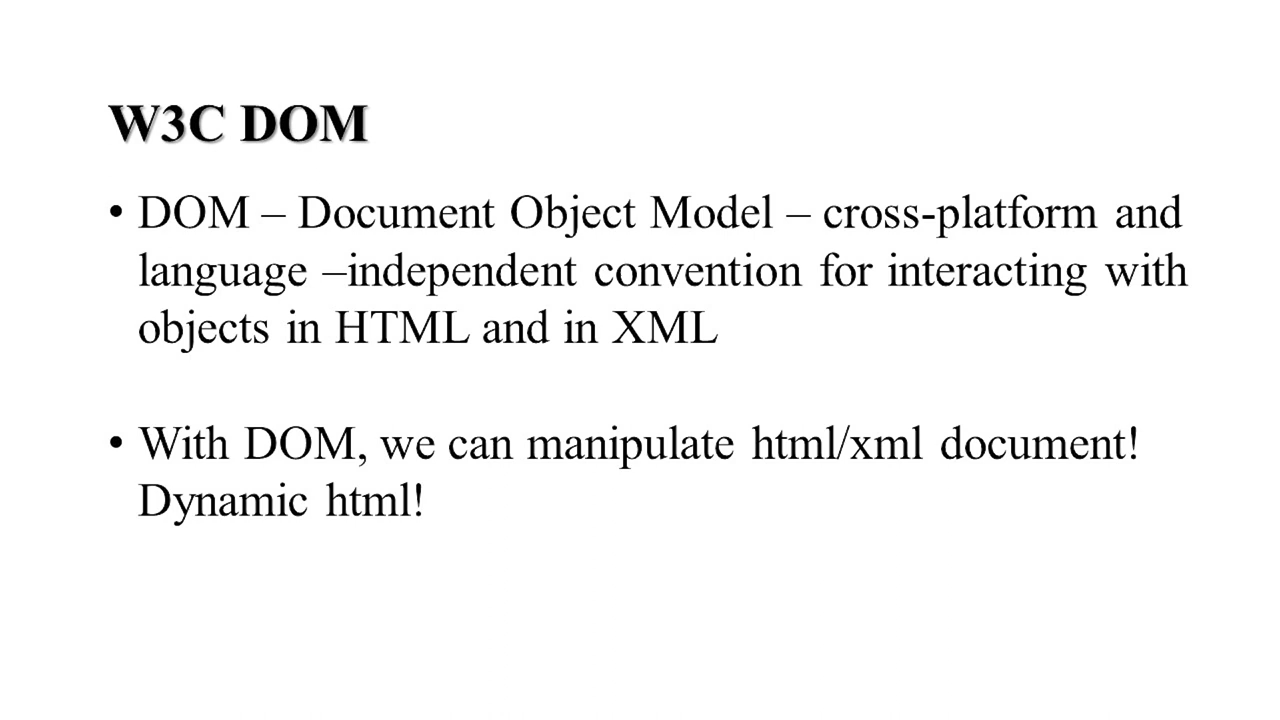 W3C DOM
• DOM – Document Object Model – cross-platform and
language –independent convention for interacting with
objects in HTML and in XML
• With DOM, we can manipulate html/xml document!
Dynamic html!